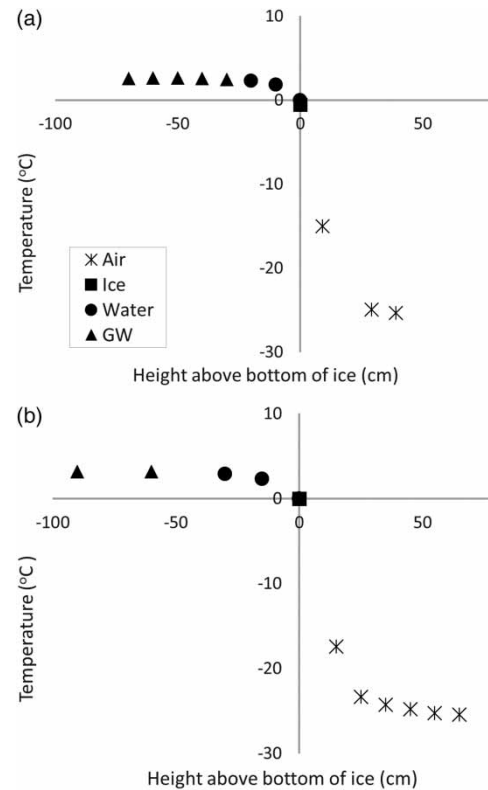 (a)
10
0
-100 -50 0 50
-10
-20
-30
Temperature (°C)
Air
Ice
Water
GW
Height above bottom of ice (cm)
(b)
10
0
-100 -50 0 50
-10
-20
-30
Temperature (°C )
Height above bottom of ice (cm)